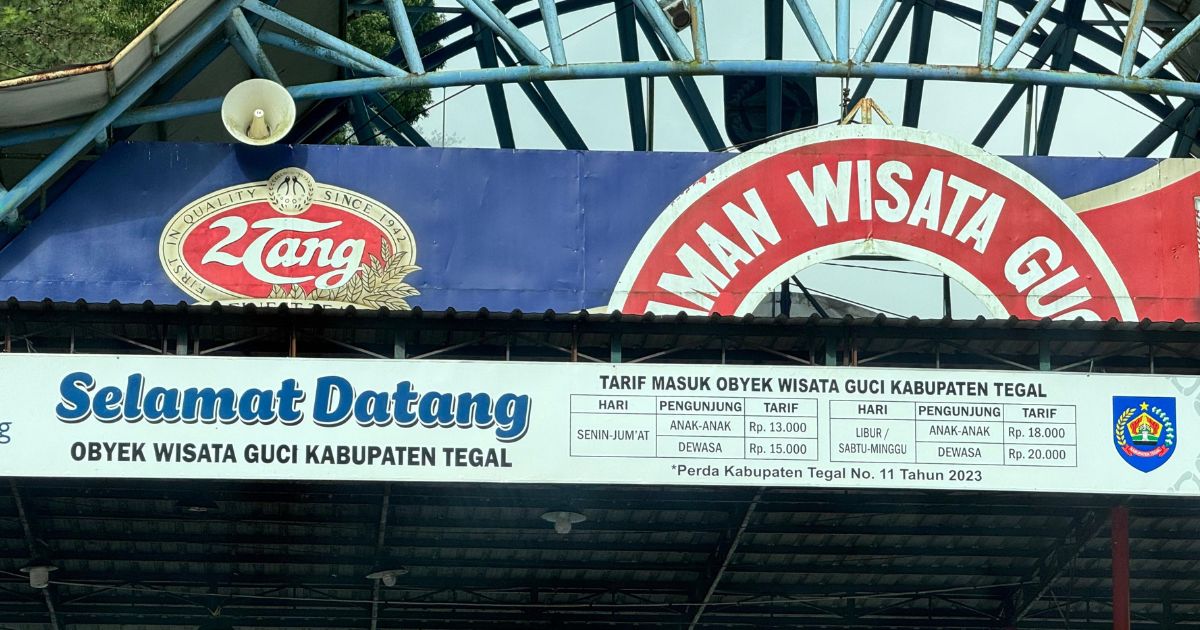 FIRST IN QUALITY SINCE 1942
2Tang
MAN WISATA GUC
Selamat Datang
OBYEK WISATA GUCI KABUPATEN TEGAL
TARIF MASUK OBYEK WISATA GUCI KABUPATEN TEGAL
HARI PENGUNJUNG TARIF
SENIN-JUM'AT ANAK-ANAK Rp. 13.000
DEWASA Rp. 15.000
HARI PENGUNJUNG TARIF
LIBUR / SABTU-MINGGU ANAK-ANAK Rp. 18.000
DEWASA Rp. 20.000
*Perda Kabupaten Tegal No. 11 Tahun 2023
KABUPATEN TEGAL